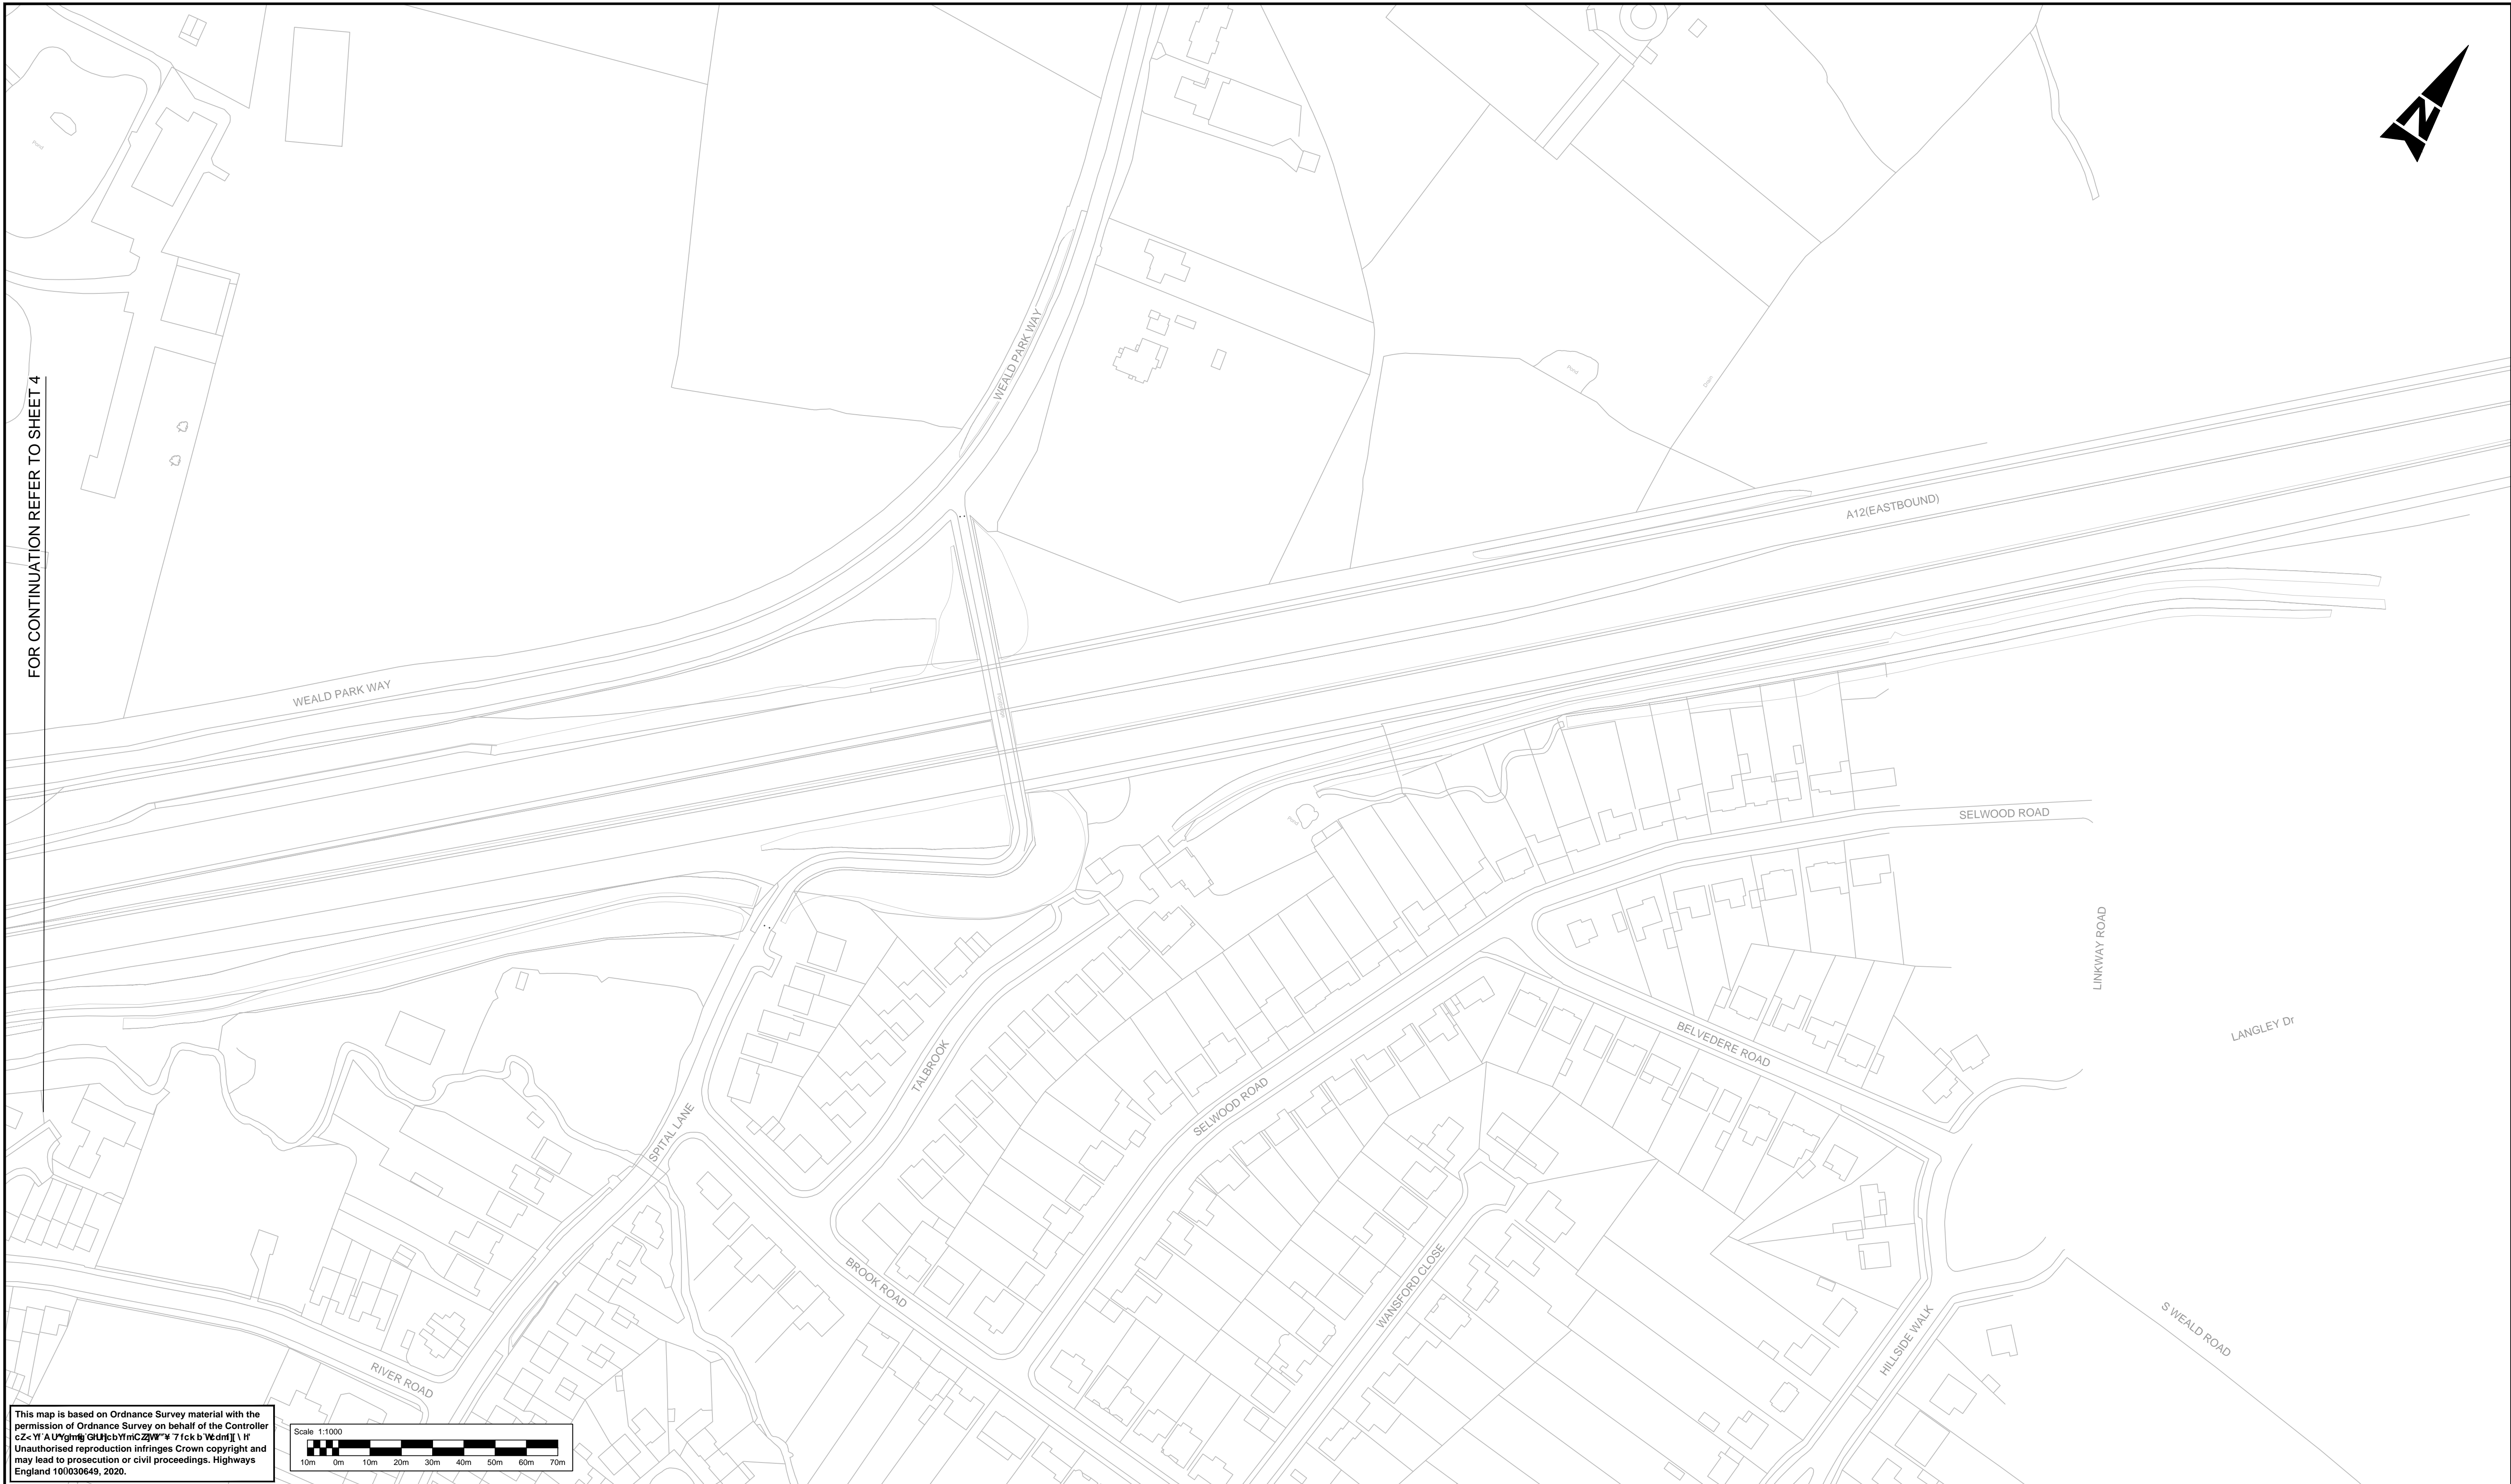 N
Pond
WEALD PARK WAY
Pond
Drain
FOR CONTINUATION REFER TO SHEET 4
A12(EASTBOUND)
WEALD PARK WAY
Pond
SELWOOD ROAD
LINKWAY ROAD
LANGLEY Dr
BELVEDERE ROAD
TALBROOK
SELWOOD ROAD
SPITAL LANE
BROOK ROAD
WANSFORD CLOSE
HILLSIDE WALK
S WEALD ROAD
RIVER ROAD
This map is based on Ordnance Survey material with the
permission of Ordnance Survey on behalf of the Controller
Unauthorised reproduction infringes Crown copyright and
may lead to prosecution or civil proceedings. Highways
England 100030649, 2020.
Scale 1:1000
10m 0m 10m 20m 30m 40m 50m 60m 70m